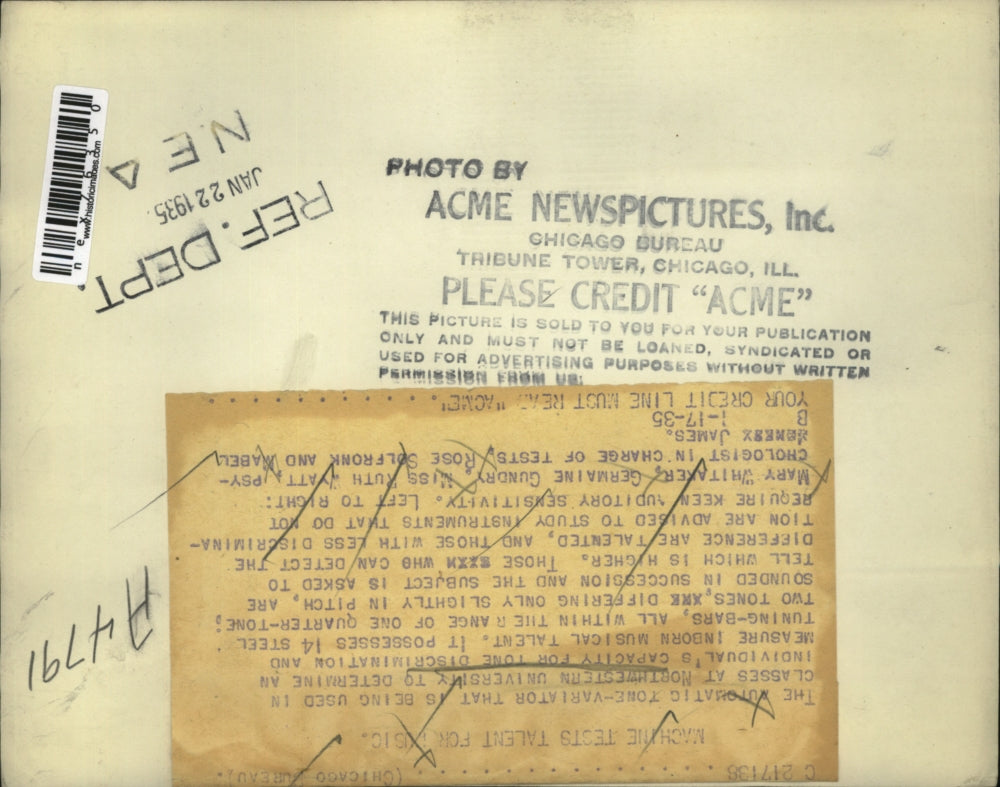 PHOTO BY
ACME NEWSPICTURES, Inc.
CHICAGO BUREAU
TRIBUNE TOWER, CHICAGO, ILL.
PLEASE CREDIT “ACME”
THIS PICTURE IS SOLD TO YOU FOR YOUR PUBLICATION
ONLY AND MUST NOT BE LOANED, SYNDICATED OR
USED FOR ADVERTISING PURPOSES WITHOUT WRITTEN
PERMISSION FROM US.
REF. DEPT
JAN 22 1935
N E A
www.historicimages.com
A4791
C 217138 (CHICAGO BUREAU)
MACHINE TESTS TALENT FOR MUSIC.
THE AUTOMATIC TONE-VARIATOR THAT IS BEING USED IN
CLASSES AT NORTHWESTERN UNIVERSITY TO DETERMINE AN
INDIVIDUAL'S CAPACITY FOR TONE DISCRIMINATION AND
MEASURE INBORN MUSICAL TALENT. IT POSSESSES 14 STEEL
TUNING-BARS, ALL WITHIN THE RANGE OF ONE QUARTER-TONE;
TWO TONES, XXX DIFFERING ONLY SLIGHTLY IN PITCH, ARE
SOUNDED IN SUCCESSION AND THE SUBJECT IS ASKED TO
TELL WHICH IS HIGHER. THOSE WHO CAN DETECT THE
DIFFERENCE ARE TALENTED, AND THOSE WITH LESS DISCRIMINA-
TION ARE ADVISED TO STUDY INSTRUMENTS THAT DO NOT
REQUIRE KEEN AUDITORY SENSITIVITY. LEFT TO RIGHT:
MARY WHITAKER, GERMAINE GUNDRY, MISS RUTH WYATT, PSY-
CHOLOGIST IN CHARGE OF TESTS, ROSE SOLFRONK AND MABEL
JAMES.
B 1-17-35
YOUR CREDIT LINE MUST READ "ACME"